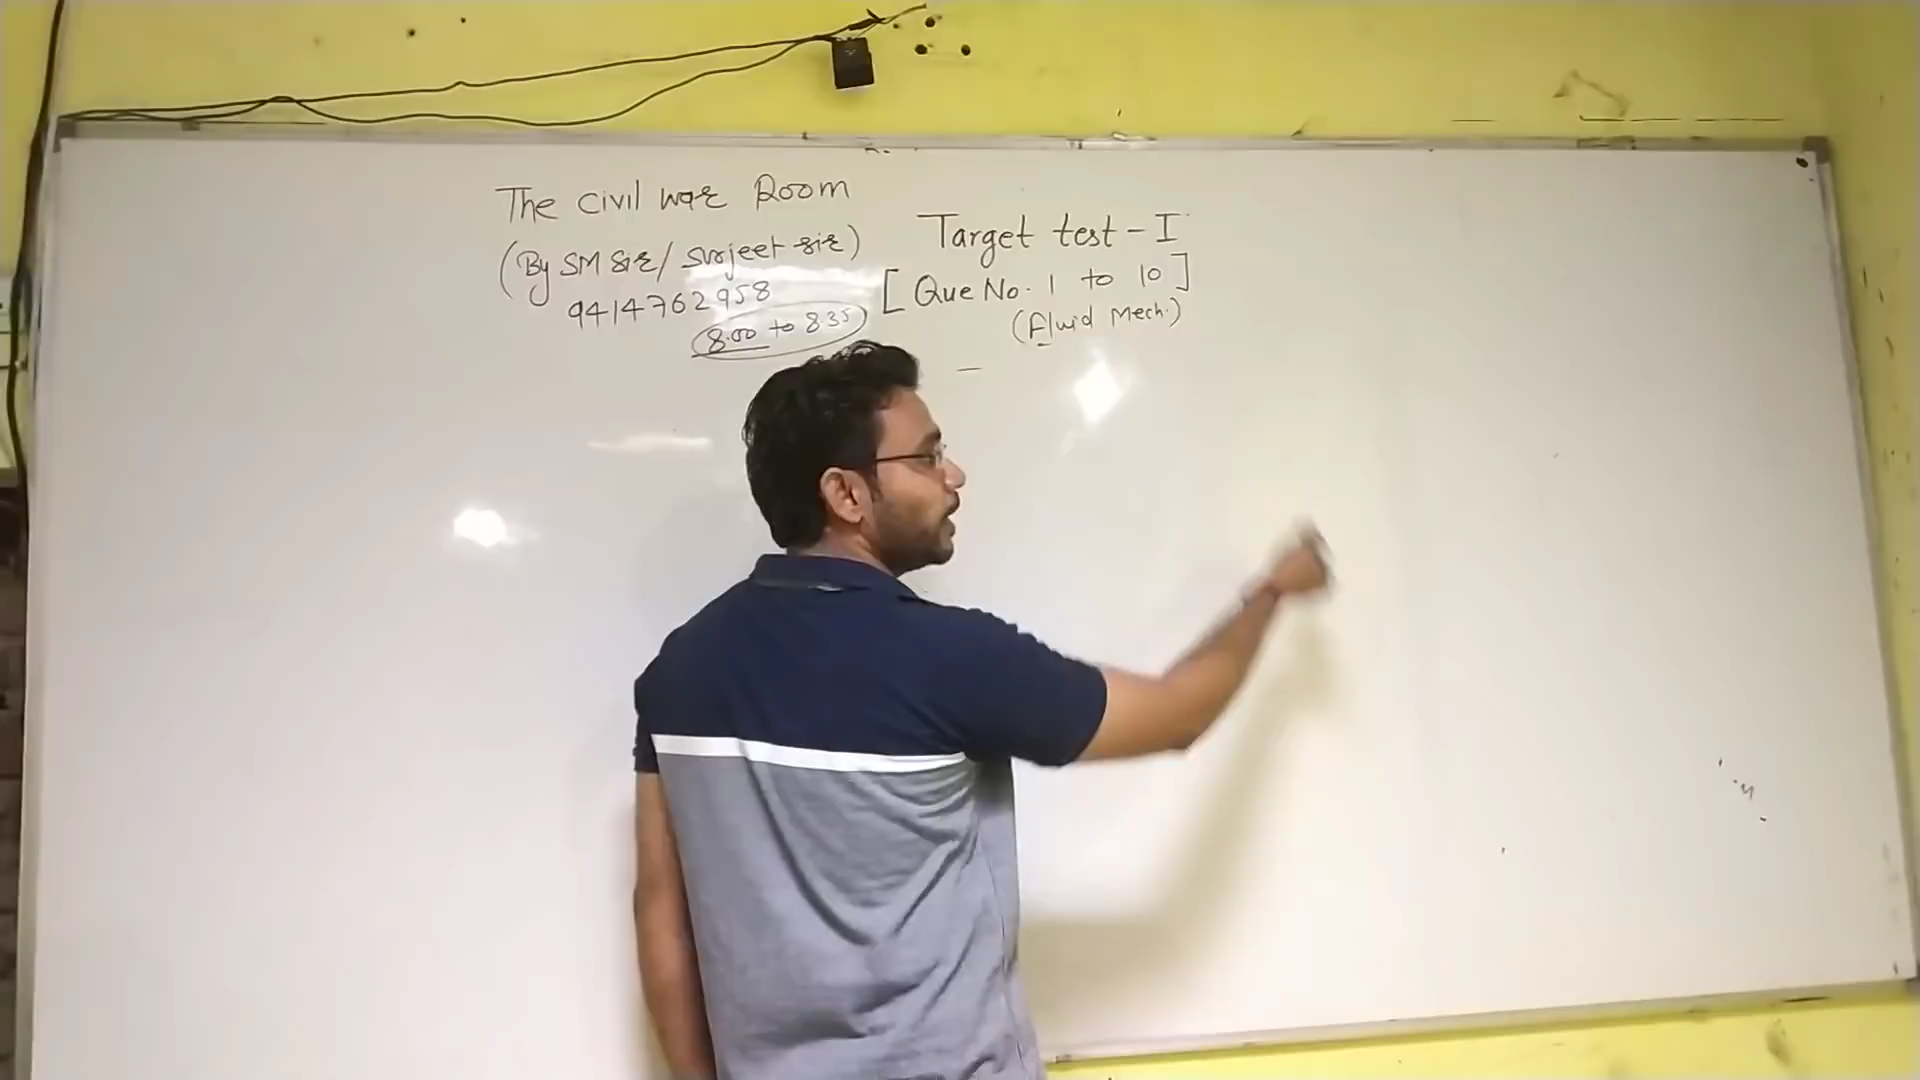 The civil war Room
(By SM Sir/ Surjeet Sir)
9414762958
8.00 to 8.35
Target test - I
[Que No. 1 to 10]
(Fluid Mech.)